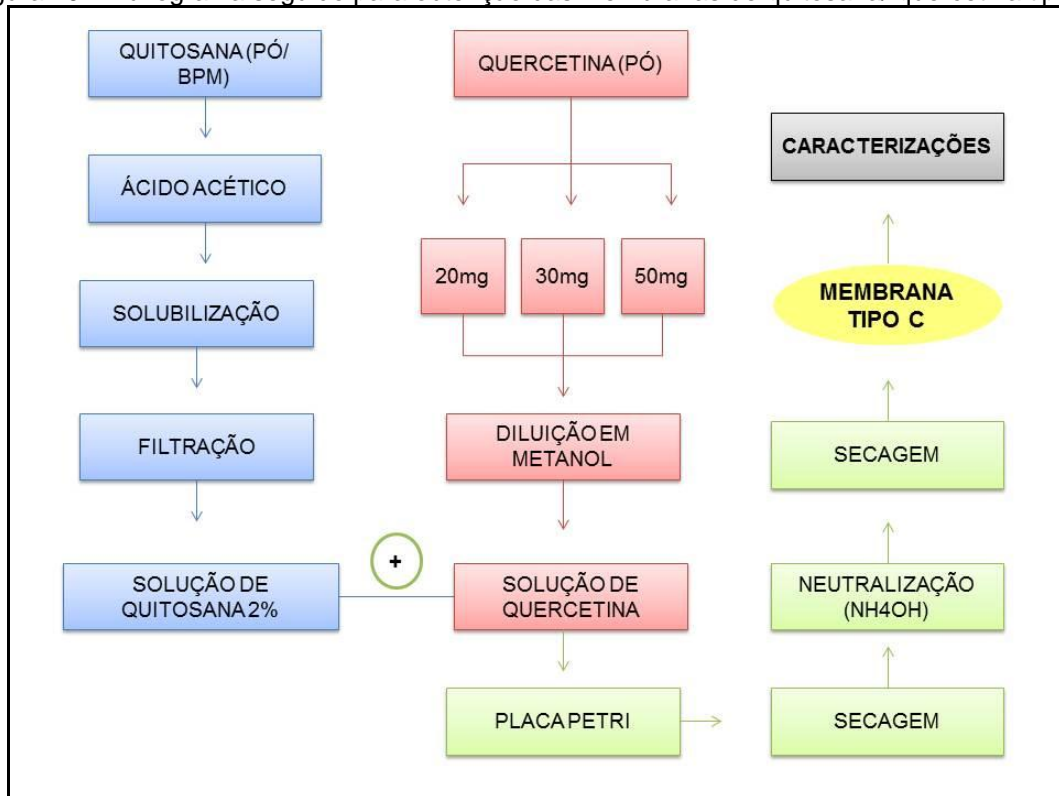 QUITOSANA (PÓ/
BPM)
ÁCIDO ACÉTICO
SOLUBILIZAÇÃO
FILTRAÇÃO
SOLUÇÃO DE
QUITOSANA 2%
+
QUERCETINA (PÓ)
20mg
30mg
50mg
DILUIÇÃO EM
METANOL
SOLUÇÃO DE
QUERCETINA
PLACA PETRI
SECAGEM
NEUTRALIZAÇÃO
(NH4OH)
SECAGEM
MEMBRANA
TIPO C
CARACTERIZAÇÕES